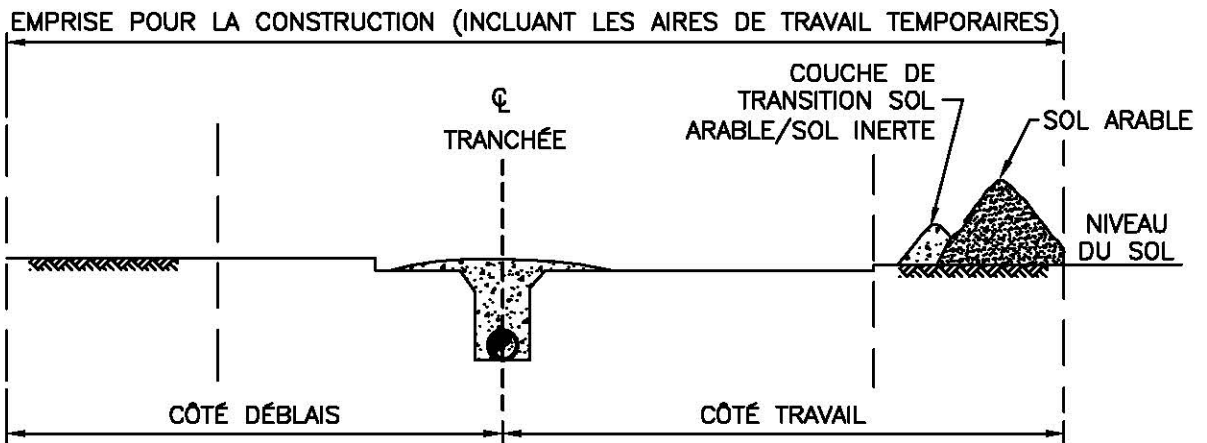 EMPRISE POUR LA CONSTRUCTION (INCLUANT LES AIRES DE TRAVAIL TEMPORAIRES)
COUCHE DE
TRANSITION SOL
ARABLE/SOL INERTE
SOL ARABLE
℄
TRANCHÉE
NIVEAU
DU SOL
CÔTÉ DÉBLAIS
CÔTÉ TRAVAIL